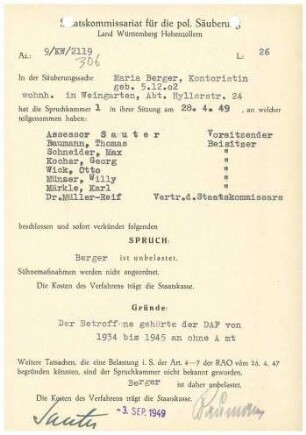 Staatskommissariat für die pol. Säuberung
Land Württemberg Hohenzollern
Az.: 9/KW/2119 L: 26
306
In der Säuberungssache Maria Berger, Kontoristin
geb. 5.12.02
wohnh. in Weingarten, Abt. Hyllerstr. 24
hat die Spruchkammer 1 in ihrer Sitzung am 28.4.49, an welcher
teilgenommen haben:
Assessor Sauter Vorsitzender
Baumann, Thomas Beisitzer
Schneider, Max "
Kochar, Georg "
Wick, Otto "
Münzer, Willy "
Märkle, Karl "
Dr.Müller-Reif Vertr.d.Staatskommissars
beschlossen und sofort verkündet folgenden
SPRUCH:
Berger ist unbelastet.
Sühnemaßnahmen werden nicht angeordnet.
Die Kosten des Verfahrens trägt die Staatskasse.
Gründe:
Der Betroffene gehörte der DAF von
1934 bis 1945 an ohne Amt
Weitere Tatsachen, die eine Belastung i. S. der Art. 4—7 der RAO vom 26. 4. 47
begründen könnten, sind der Spruchkammer nicht bekannt geworden.
Berger ist daher unbelastet.
Die Kosten des Verfahrens trägt die Staatskasse.
-3. SEP. 1949
Sauter Baumann